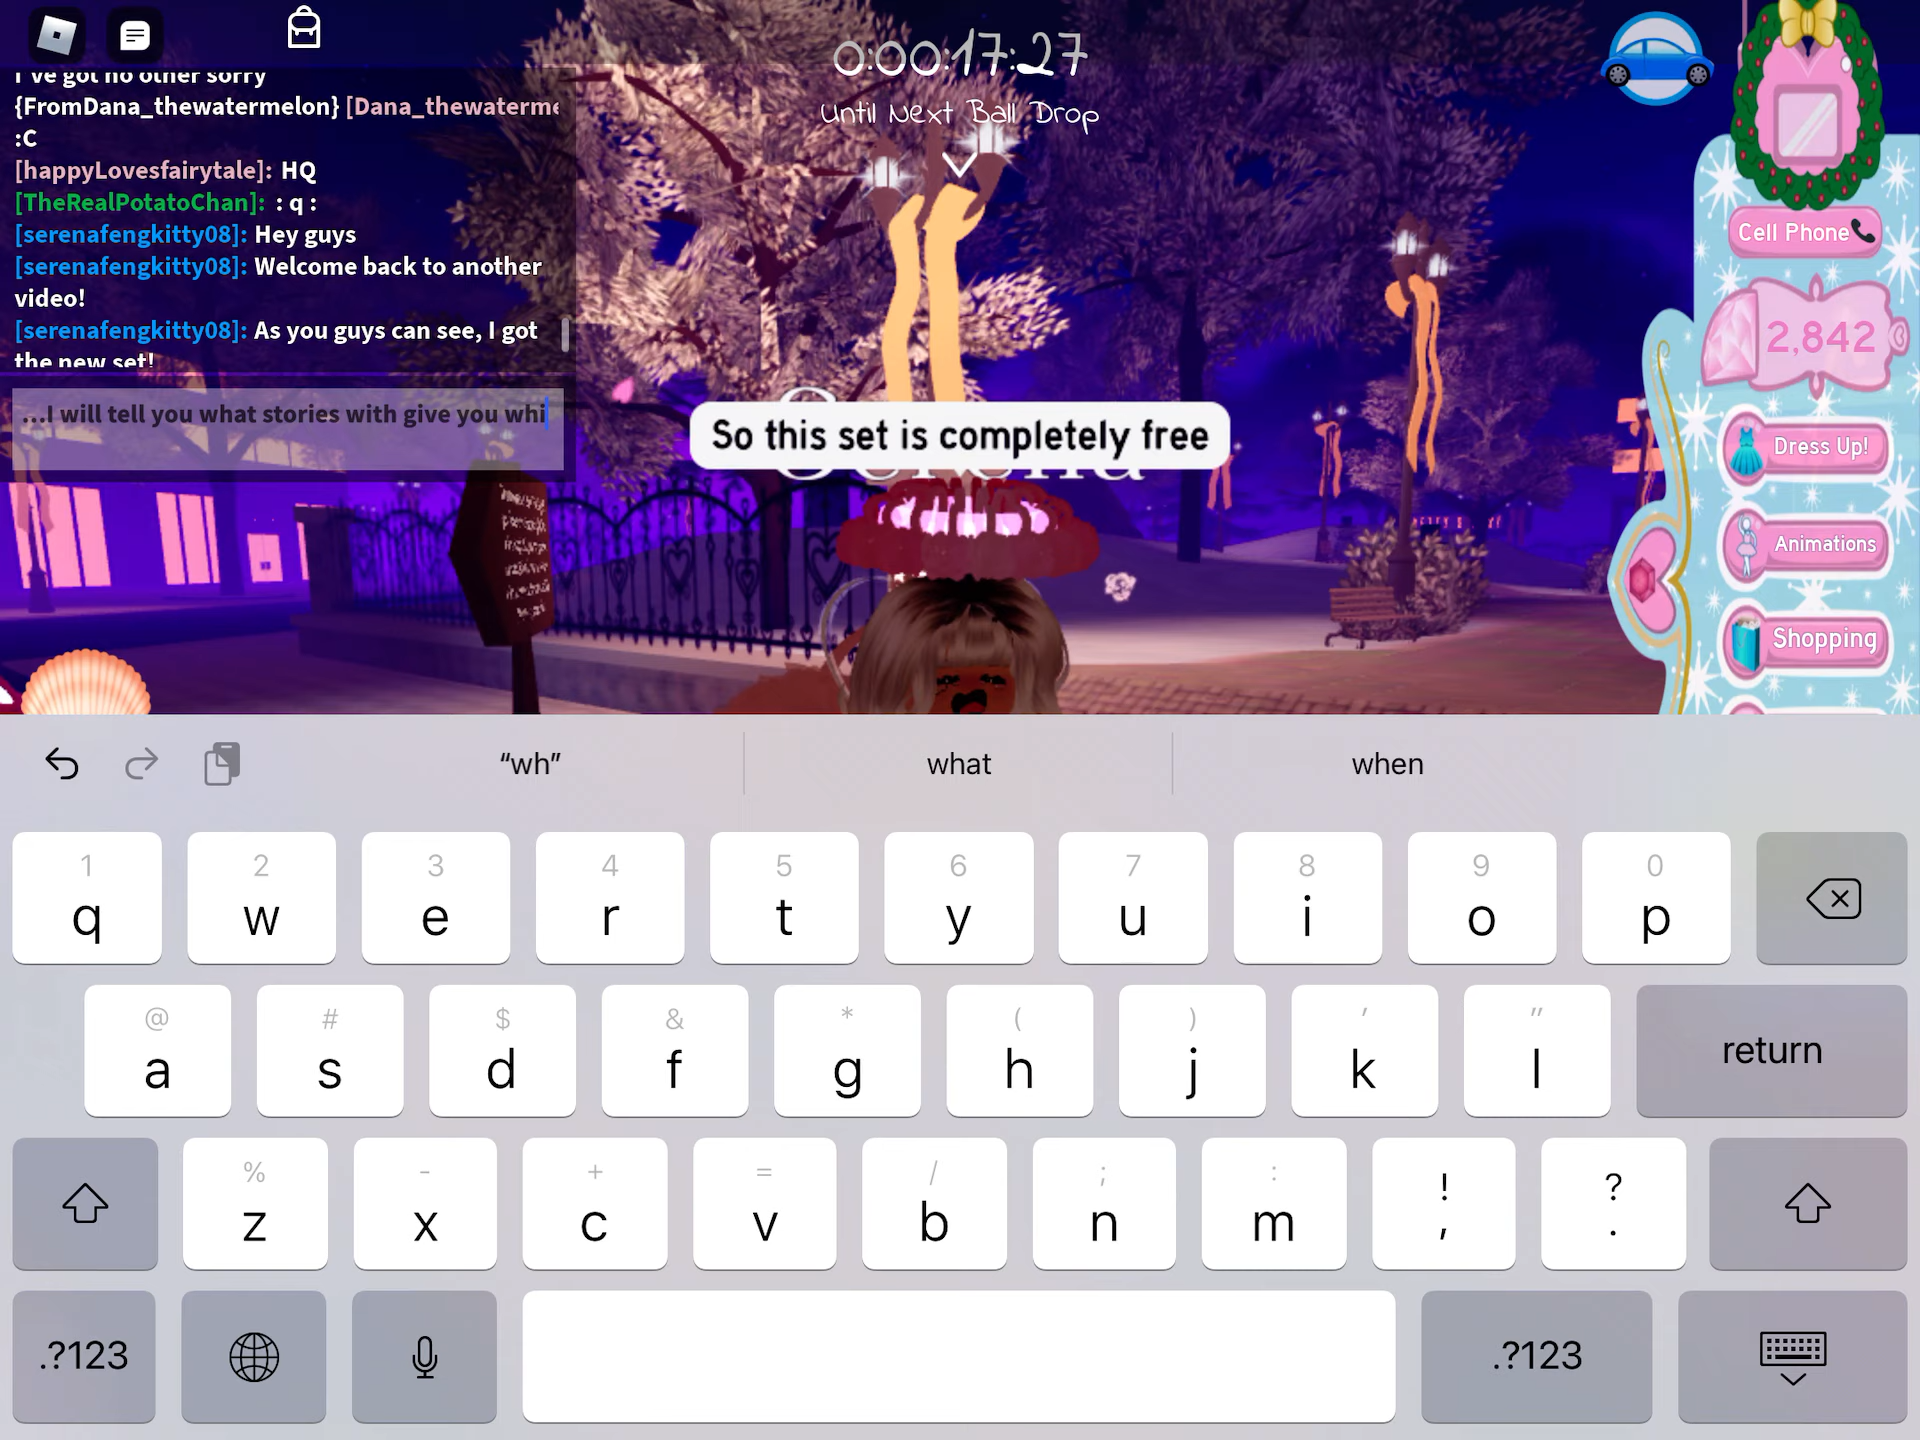 I've got no other sorry
{FromDana_thewatermelon} [Dana_thewaterme
:C
[happyLovesfairytale]: HQ
[TheRealPotatoChan]: : q :
[serenafengkitty08]: Hey guys
[serenafengkitty08]: Welcome back to another
video!
[serenafengkitty08]: As you guys can see, I got
the new set!
...I will tell you what stories with give you whi
0:00:17:27
Until Next Ball Drop
So this set is completely free
Serena
Cell Phone
2,842
Dress Up!
Animations
Shopping
“wh” what when
1 2 3 4 5 6 7 8 9 0
q w e r t y u i o p
@ # $ & * ( ) ' "
a s d f g h j k l return
% - + = / ; : ! ?
z x c v b n m , .
.?123 .?123